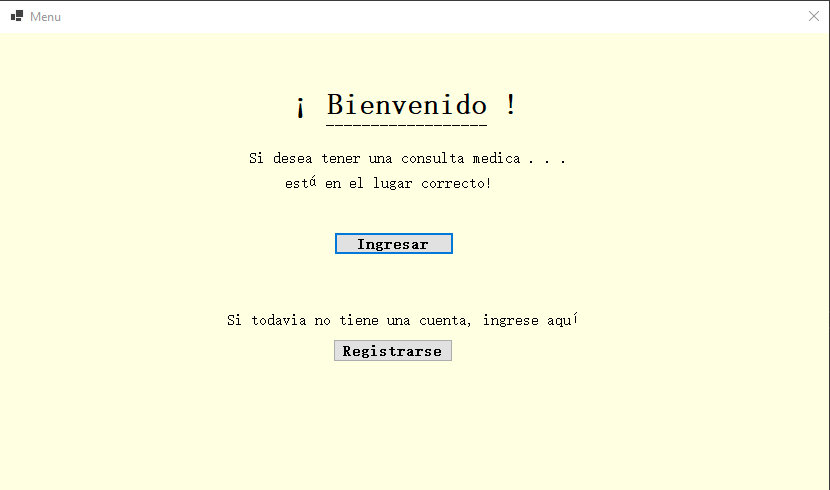 Menu
¡ Bienvenido !
Si desea tener una consulta medica . . .
está en el lugar correcto!
Ingresar
Si todavia no tiene una cuenta, ingrese aquí
Registrarse